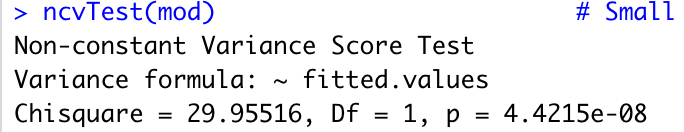 > ncvTest(mod) # Small
Non-constant Variance Score Test
Variance formula: ~ fitted.values
Chisquare = 29.95516, Df = 1, p = 4.4215e-08